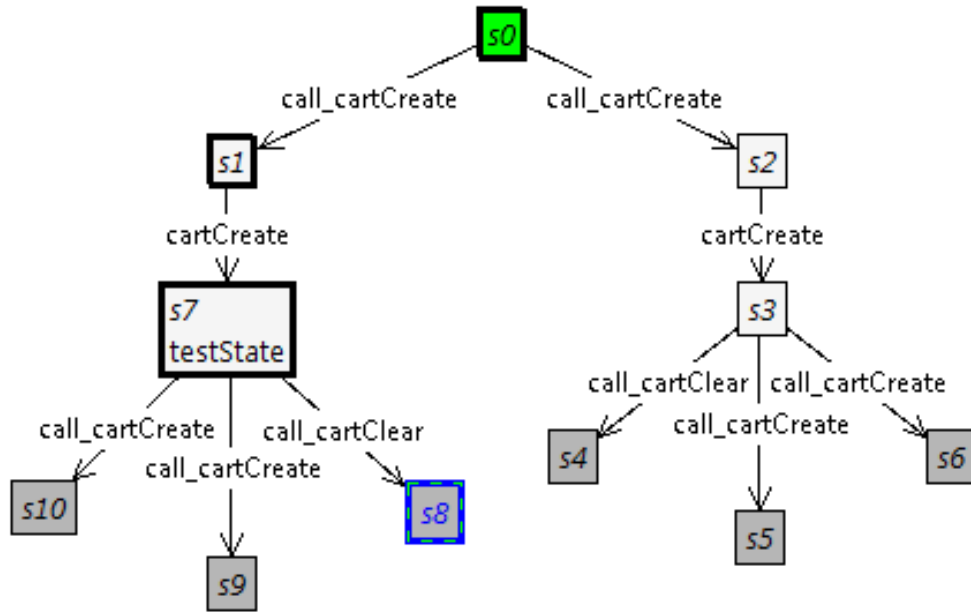 s0
call_cartCreate
call_cartCreate
s1
s2
cartCreate
cartCreate
s7
testState
s3
call_cartCreate
call_cartClear
call_cartCreate
call_cartClear
call_cartCreate
call_cartCreate
s10
s8
s9
s4
s6
s5